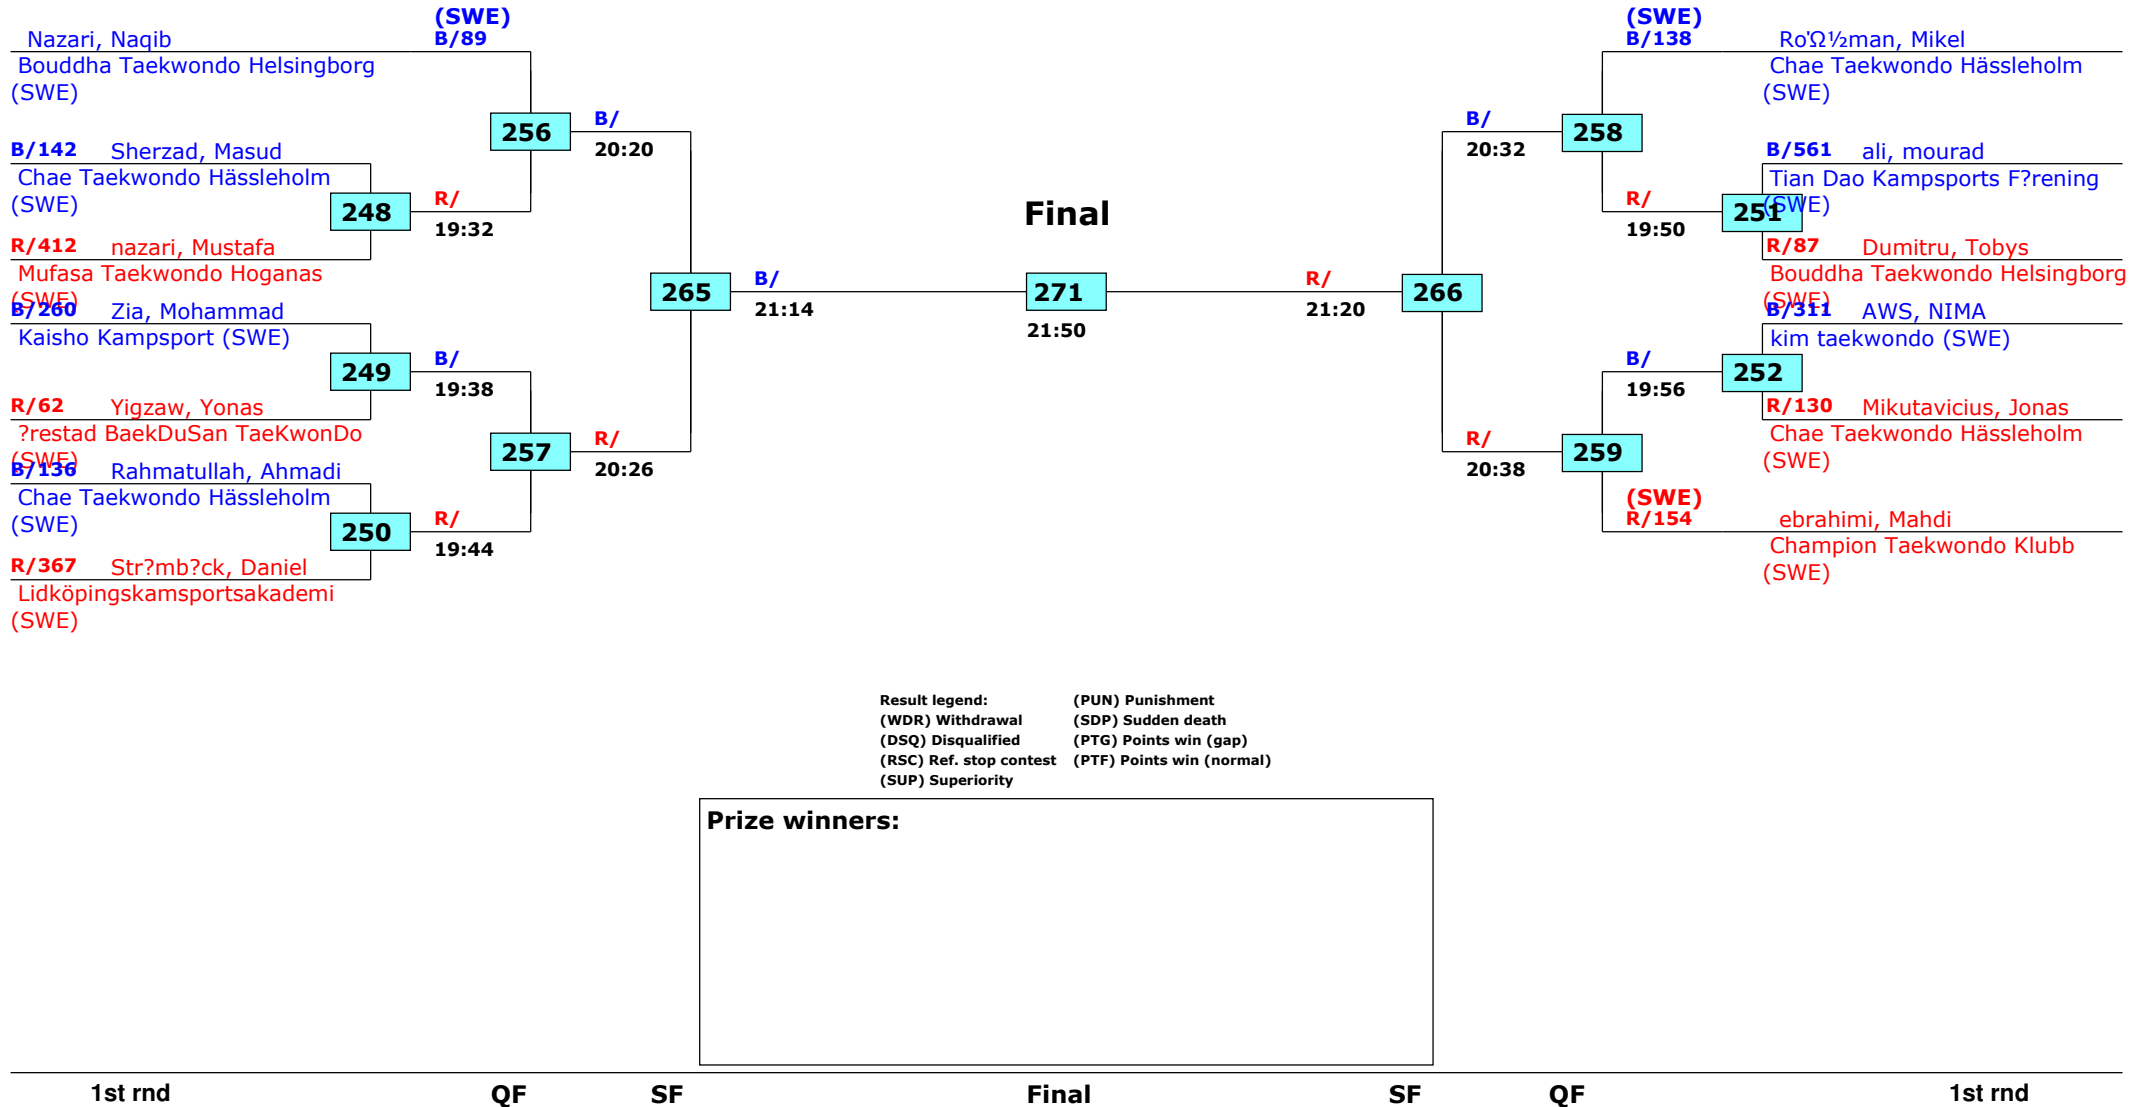 (SWE)
Nazari, Naqib B/89
Bouddha Taekwondo Helsingborg
(SWE)
256
B/
20:20
B/142 Sherzad, Masud
Chae Taekwondo Hässleholm
(SWE)
248
R/
19:32
R/412 nazari, Mustafa
Mufasa Taekwondo Hoganas
(SWE)
265
B/
21:14
B/260 Zia, Mohammad
Kaisho Kampsport (SWE)
249
B/
19:38
R/62 Yigzaw, Yonas
?restad BaekDuSan TaeKwonDo
(SWE)
257
R/
20:26
B/136 Rahmatullah, Ahmadi
Chae Taekwondo Hässleholm
(SWE)
250
R/
19:44
R/367 Str?mb?ck, Daniel
Lidköpingskamsportsakademi
(SWE)
Final
271
21:50
(SWE)
B/138 Ro'Ω½man, Mikel
Chae Taekwondo Hässleholm
(SWE)
B/
20:32
258
B/561 ali, mourad
Tian Dao Kampsports F?rening
(SWE)
R/
19:50
251
R/87 Dumitru, Tobys
Bouddha Taekwondo Helsingborg
(SWE)
R/
21:20
266
B/311 AWS, NIMA
kim taekwondo (SWE)
B/
19:56
252
R/130 Mikutavicius, Jonas
Chae Taekwondo Hässleholm
(SWE)
R/
20:38
259
(SWE)
R/154 ebrahimi, Mahdi
Champion Taekwondo Klubb
(SWE)
Result legend: (PUN) Punishment
(WDR) Withdrawal (SDP) Sudden death
(DSQ) Disqualified (PTG) Points win (gap)
(RSC) Ref. stop contest (PTF) Points win (normal)
(SUP) Superiority
Prize winners:
1st rnd QF SF Final SF QF 1st rnd